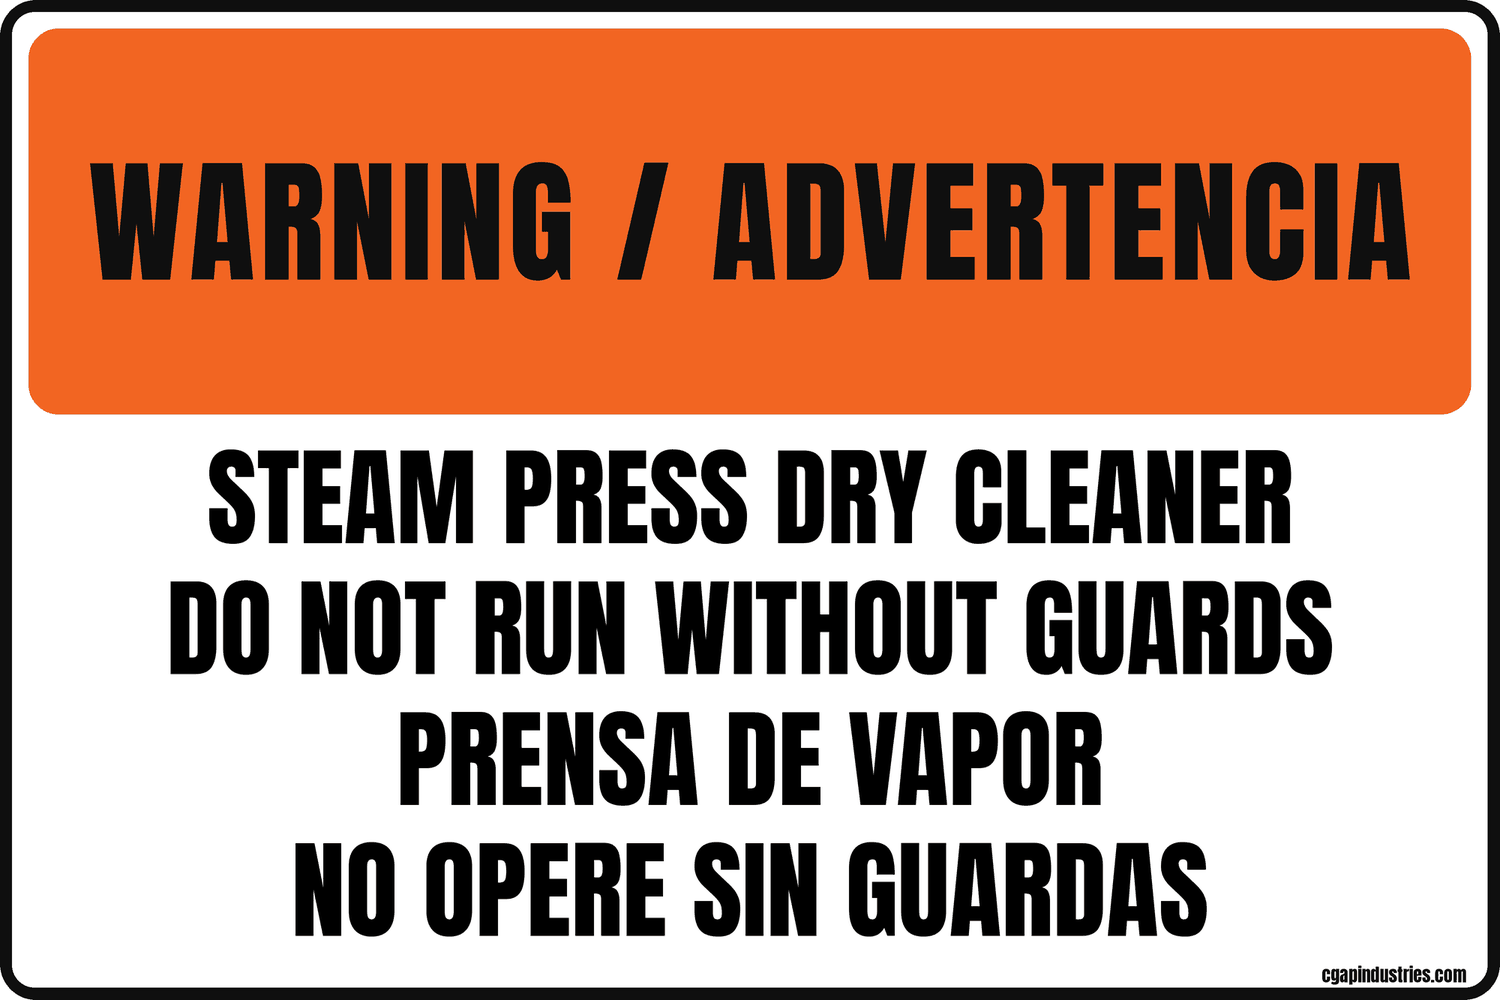 WARNING / ADVERTENCIA
STEAM PRESS DRY CLEANER
DO NOT RUN WITHOUT GUARDS
PRENSA DE VAPOR
NO OPERE SIN GUARDAS
cgapindustries.com